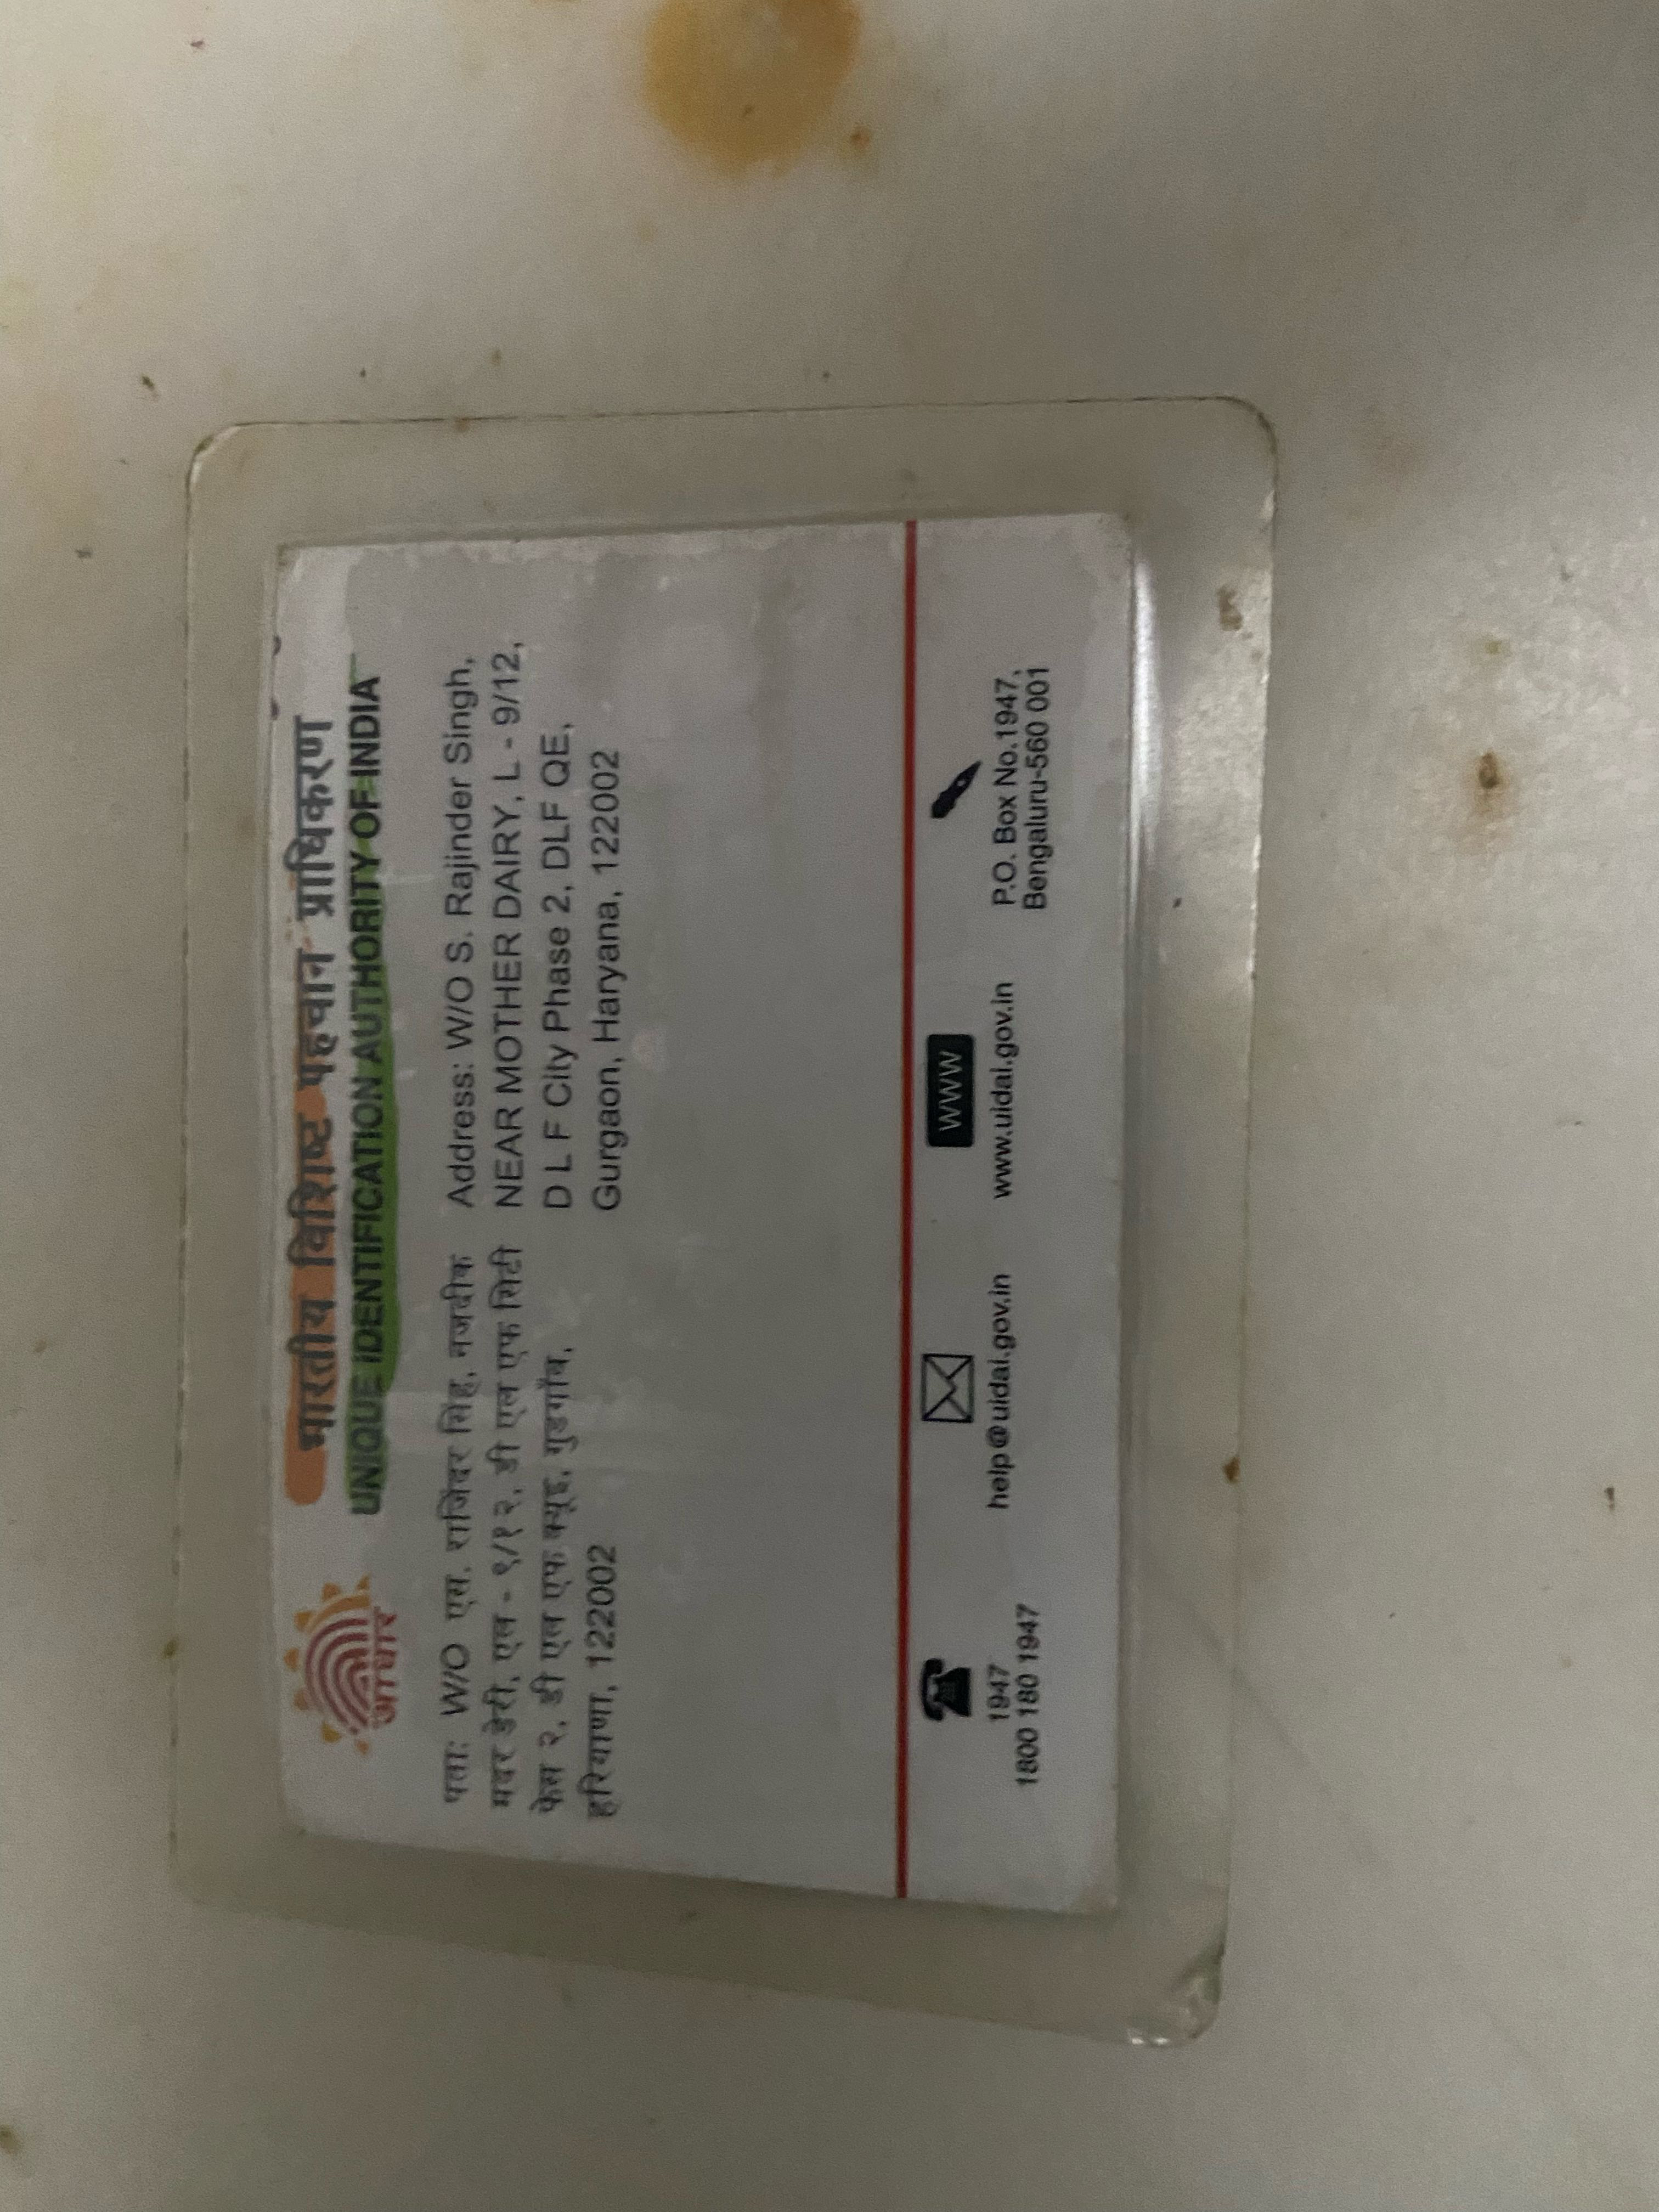 भारतीय विशिष्ट पहचान प्राधिकरण
UNIQUE IDENTIFICATION AUTHORITY OF INDIA
आधार
पता: W/O एस. राजिंदर सिंह, नजदीक
मदर डेरी, एल - ९/१२, डी एल एफ सिटी
फेस २, डी एल एफ क्यूइ, गुडगाँव,
हरियाणा, 122002
Address: W/O S. Rajinder Singh,
NEAR MOTHER DAIRY, L - 9/12,
D L F City Phase 2, DLF QE,
Gurgaon, Haryana, 122002
1947
1800 180 1947
help@uidai.gov.in
WWW
www.uidai.gov.in
P.O. Box No.1947,
Bengaluru-560 001